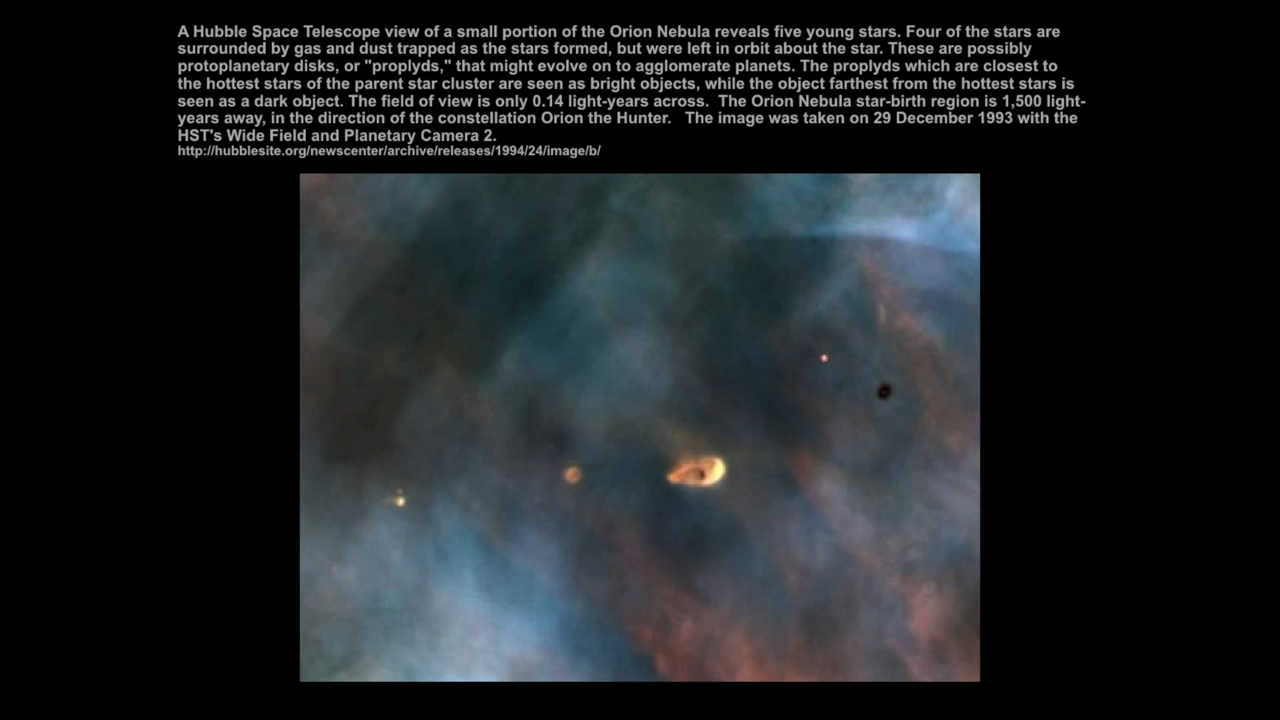 A Hubble Space Telescope view of a small portion of the Orion Nebula reveals five young stars. Four of the stars are
surrounded by gas and dust trapped as the stars formed, but were left in orbit about the star. These are possibly
protoplanetary disks, or "proplyds," that might evolve on to agglomerate planets. The proplyds which are closest to
the hottest stars of the parent star cluster are seen as bright objects, while the object farthest from the hottest stars is
seen as a dark object. The field of view is only 0.14 light-years across.  The Orion Nebula star-birth region is 1,500 light-
years away, in the direction of the constellation Orion the Hunter.   The image was taken on 29 December 1993 with the
HST's Wide Field and Planetary Camera 2.
http://hubblesite.org/newscenter/archive/releases/1994/24/image/b/